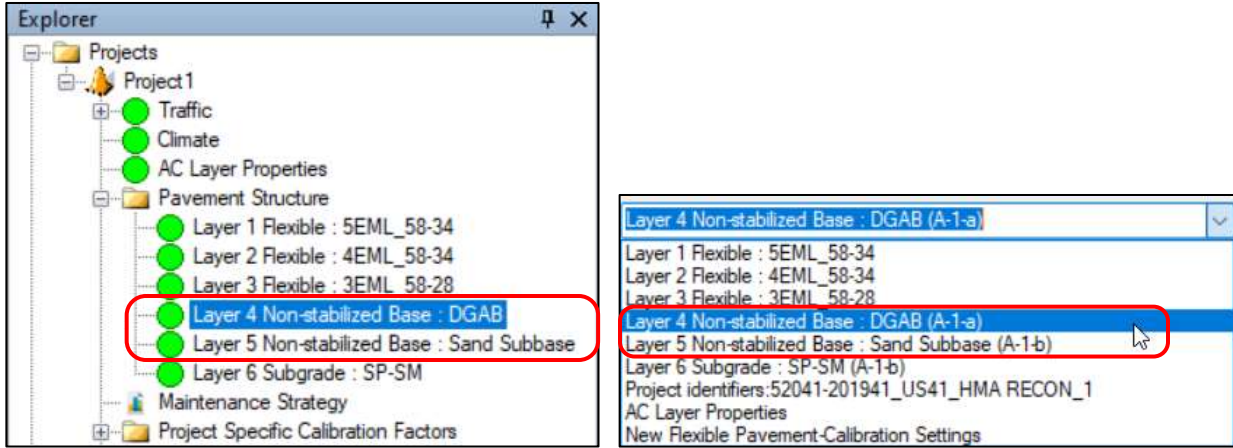 Explorer
Projects
Project1
Traffic
Climate
AC Layer Properties
Pavement Structure
Layer 1 Flexible : 5EML_58-34
Layer 2 Flexible : 4EML_58-34
Layer 3 Flexible : 3EML_58-28
Layer 4 Non-stabilized Base : DGAB
Layer 5 Non-stabilized Base : Sand Subbase
Layer 6 Subgrade : SP-SM
Maintenance Strategy
Project Specific Calibration Factors
Layer 4 Non-stabilized Base : DGAB (A-1-a)
Layer 1 Flexible : 5EML_58-34
Layer 2 Flexible : 4EML_58-34
Layer 3 Flexible : 3EML_58-28
Layer 4 Non-stabilized Base : DGAB (A-1-a)
Layer 5 Non-stabilized Base : Sand Subbase (A-1-b)
Layer 6 Subgrade : SP-SM (A-1-b)
Project identifiers:52041-201941_US41_HMA RECON_1
AC Layer Properties
New Flexible Pavement-Calibration Settings